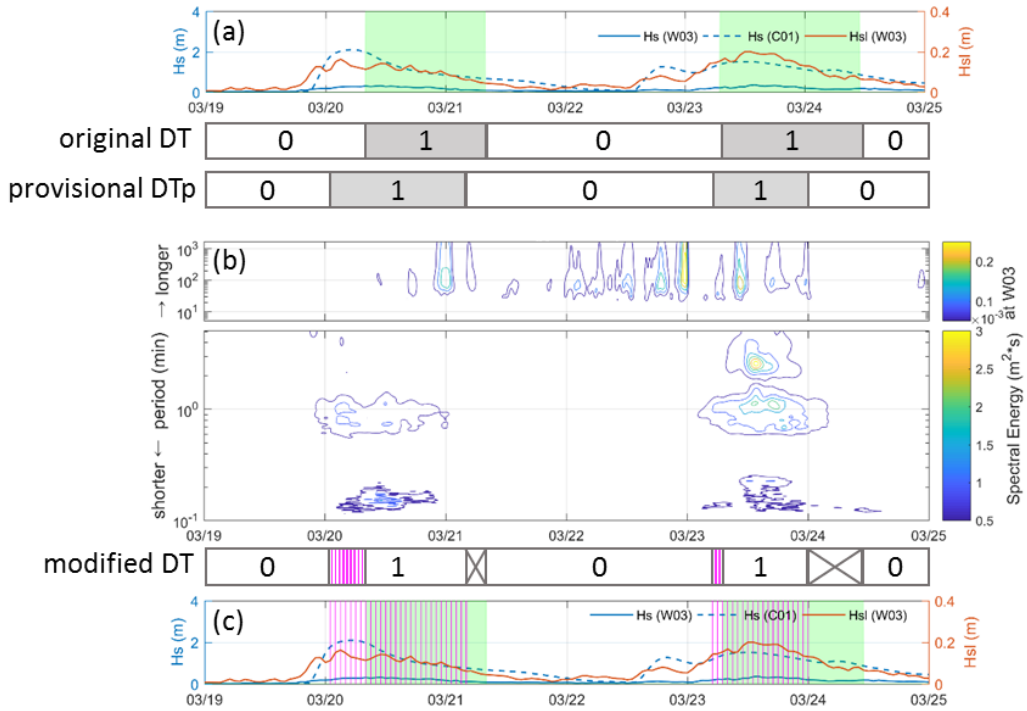 (a)
Hs (m)
4
2
0
Hs (W03) Hs (C01) Hsl (W03)
0.4
0.2
0
Hsl (m)
03/19 03/20 03/21 03/22 03/23 03/24 03/25
original DT 0 1 0 1 0
provisional DTp 0 1 0 1 0
(b)
→ longer
10³
10²
10¹
0.2
0.1
×10⁻³
at W03
shorter ← period (min)
10⁰
10⁻¹
3
2.5
2
1.5
1
0.5
Spectral Energy (m²*s)
03/19 03/20 03/21 03/22 03/23 03/24 03/25
modified DT 0 1 0 1 0
(c)
Hs (m)
4
2
0
Hs (W03) Hs (C01) Hsl (W03)
0.4
0.2
0
Hsl (m)
03/19 03/20 03/21 03/22 03/23 03/24 03/25